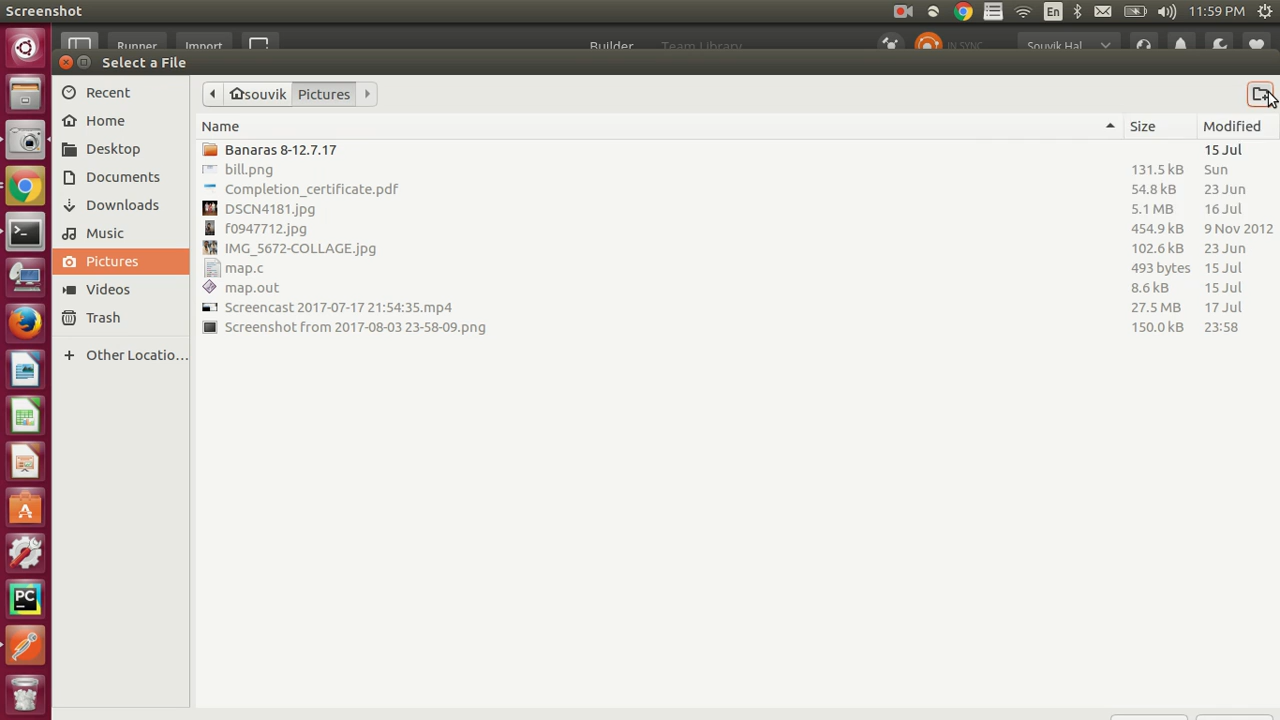 Screenshot
En
11:59 PM
Runner
Import
Builder
Team Library
IN SYNC
Souvik Hal
Select a File
Recent
Home
Desktop
Documents
Downloads
Music
Pictures
Videos
Trash
+ Other Locatio...
souvik
Pictures
Name Size Modified
Banaras 8-12.7.17 15 Jul
bill.png 131.5 kB Sun
Completion_certificate.pdf 54.8 kB 23 Jun
DSCN4181.jpg 5.1 MB 16 Jul
f0947712.jpg 454.9 kB 9 Nov 2012
IMG_5672-COLLAGE.jpg 102.6 kB 23 Jun
map.c 493 bytes 15 Jul
map.out 8.6 kB 15 Jul
Screencast 2017-07-17 21:54:35.mp4 27.5 MB 17 Jul
Screenshot from 2017-08-03 23-58-09.png 150.0 kB 23:58
PC